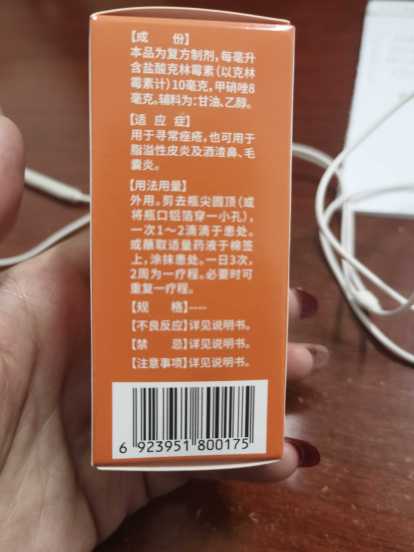 【成 份】
本品为复方制剂,每毫升
含盐酸克林霉素(以克林
霉素计)10毫克,甲硝唑8
毫克。辅料为:甘油、乙醇。
【适 应 症】
用于寻常痤疮,也可用于
脂溢性皮炎及酒渣鼻、毛
囊炎。
【用法用量】
外用。剪去瓶尖圆顶(或
将瓶口铝箔穿一小孔),
一次1~2滴滴于患处。
或蘸取适量药液于棉签
上,涂抹患处。一日3次,
2周为一疗程。必要时可
重复一疗程。
【规 格】----
【不良反应】详见说明书。
【禁 忌】详见说明书。
【注意事项】详见说明书。
6 923951 800175